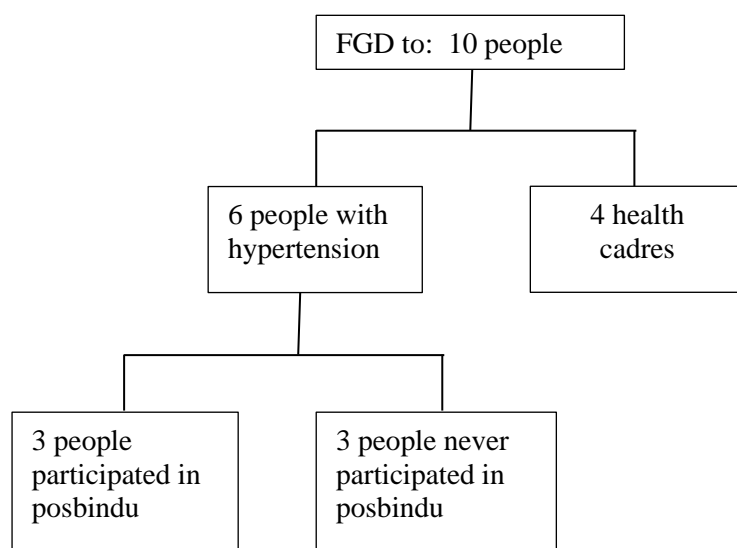 FGD to: 10 people
6 people with
hypertension
4 health
cadres
3 people
participated in
posbindu
3 people never
participated in
posbindu